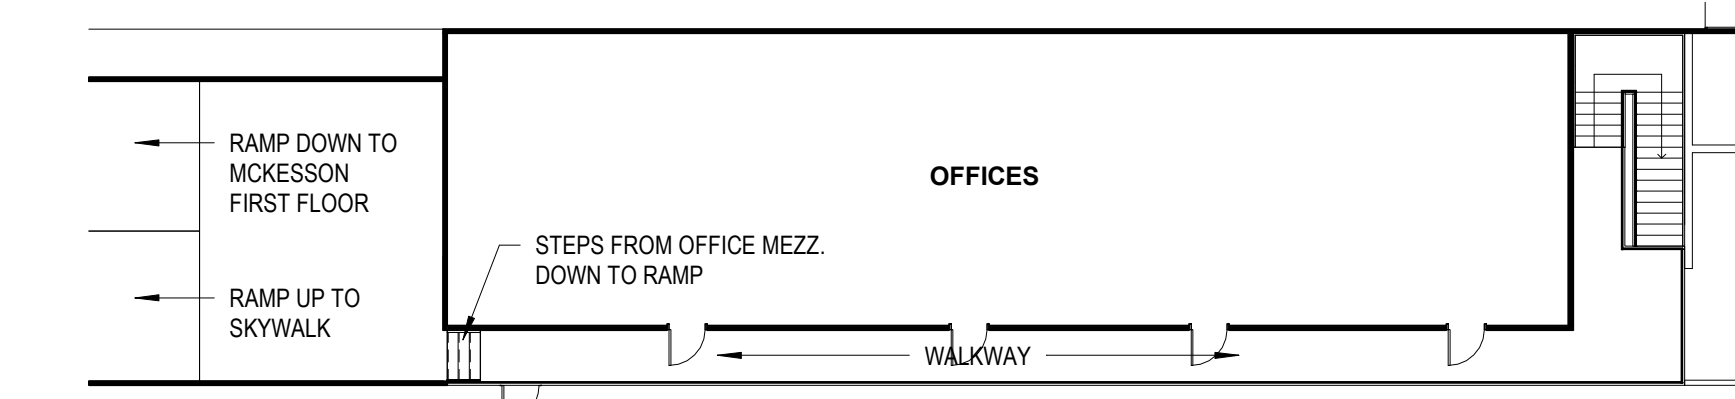 RAMP DOWN TO
MCKESSON
FIRST FLOOR
OFFICES
STEPS FROM OFFICE MEZZ.
DOWN TO RAMP
RAMP UP TO
SKYWALK
WALKWAY